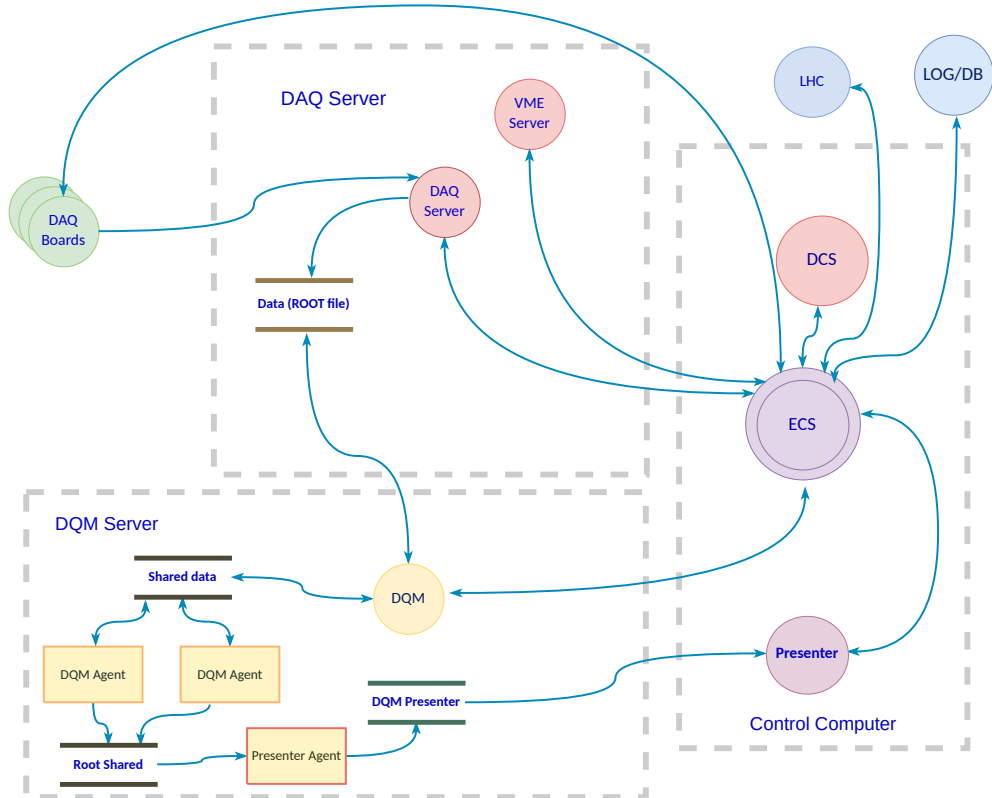 LOG/DB
LHC
DAQ Server
VME
Server
DAQ
Server
DAQ
Boards
DCS
Data (ROOT file)
ECS
DQM Server
Shared data
DQM
DQM Agent
DQM Agent
Presenter
DQM Presenter
Control Computer
Presenter Agent
Root Shared